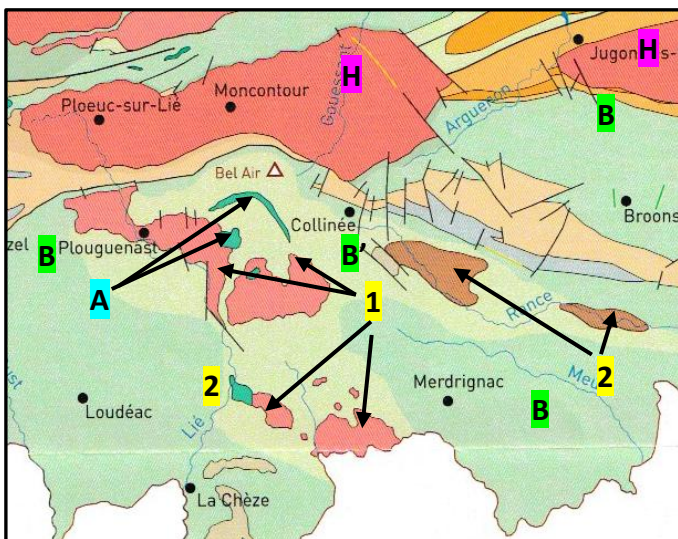 Jugon
s-
H
H
Moncontour
Ploeuc-sur-Lié
Gouessant
Arguenon
B
Bel Air
Collinée
Broons
zel
B
Plouguenast
B’
A
1
Rance
2
2
Meu
Merdrignac
B
Loudéac
Lié
ust
La Chèze